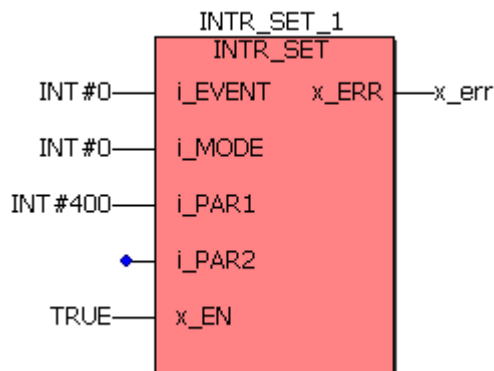 INTR_SET_1
INTR_SET
INT#0 i_EVENT x_ERR x_err
INT#0 i_MODE
INT#400 i_PAR1
i_PAR2
TRUE x_EN